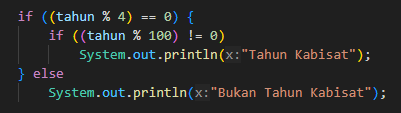 if ((tahun % 4) == 0) {
    if ((tahun % 100) != 0)
        System.out.println(x:"Tahun Kabisat");
} else
    System.out.println(x:"Bukan Tahun Kabisat");